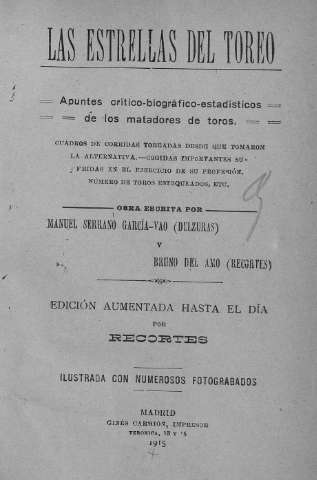 LAS ESTRELLAS DEL TOREO
Apuntes crítico-biográfico-estadísticos
de los matadores de toros.
CUADROS DE CORRIDAS TOREADAS DESDE QUE TOMARON
LA ALTERNATIVA.—COGIDAS IMPORTANTES SU-
FRIDAS EN EL EJERCICIO DE SU PROFESIÓN,
NÚMERO DE TOROS ESTOQUEADOS, ETC.
OBRA ESCRITA POR
MANUEL SERRANO GARCÍA-VAO (DULZURAS)
Y
BRUNO DEL AMO (RECORTES)
EDICIÓN AUMENTADA HASTA EL DÍA
POR
RECORTES
ILUSTRADA CON NUMEROSOS FOTOGRABADOS
MADRID
GINÉS CARRIÓN, IMPRESOR
VERÓNICA, 13 Y 15
1915